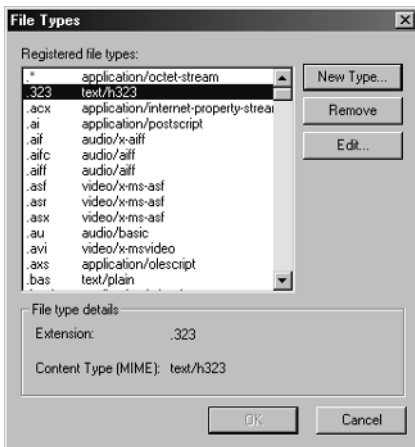 File Types
Registered file types:
.* application/octet-stream
.323 text/h323
.acx application/internet-property-strear
.ai application/postscript
.aif audio/x-aiff
.aifc audio/aiff
.aiff audio/aiff
.asf video/x-ms-asf
.asr video/x-ms-asf
.asx video/x-ms-asf
.au audio/basic
.avi video/x-msvideo
.axs application/olescript
.bas text/plain
New Type...
Remove
Edit...
File type details
Extension: .323
Content Type (MIME): text/h323
OK
Cancel